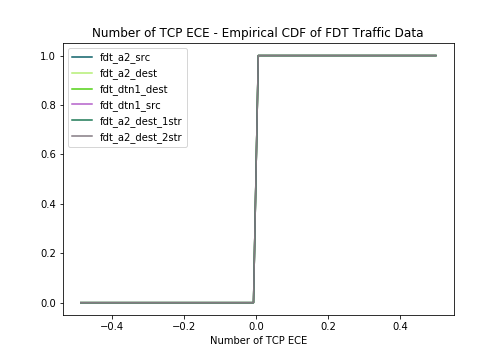 Number of TCP ECE - Empirical CDF of FDT Traffic Data
fdt_a2_src
fdt_a2_dest
fdt_dtn1_dest
fdt_dtn1_src
fdt_a2_dest_1str
fdt_a2_dest_2str
1.0
0.8
0.6
0.4
0.2
0.0
−0.4 −0.2 0.0 0.2 0.4
Number of TCP ECE